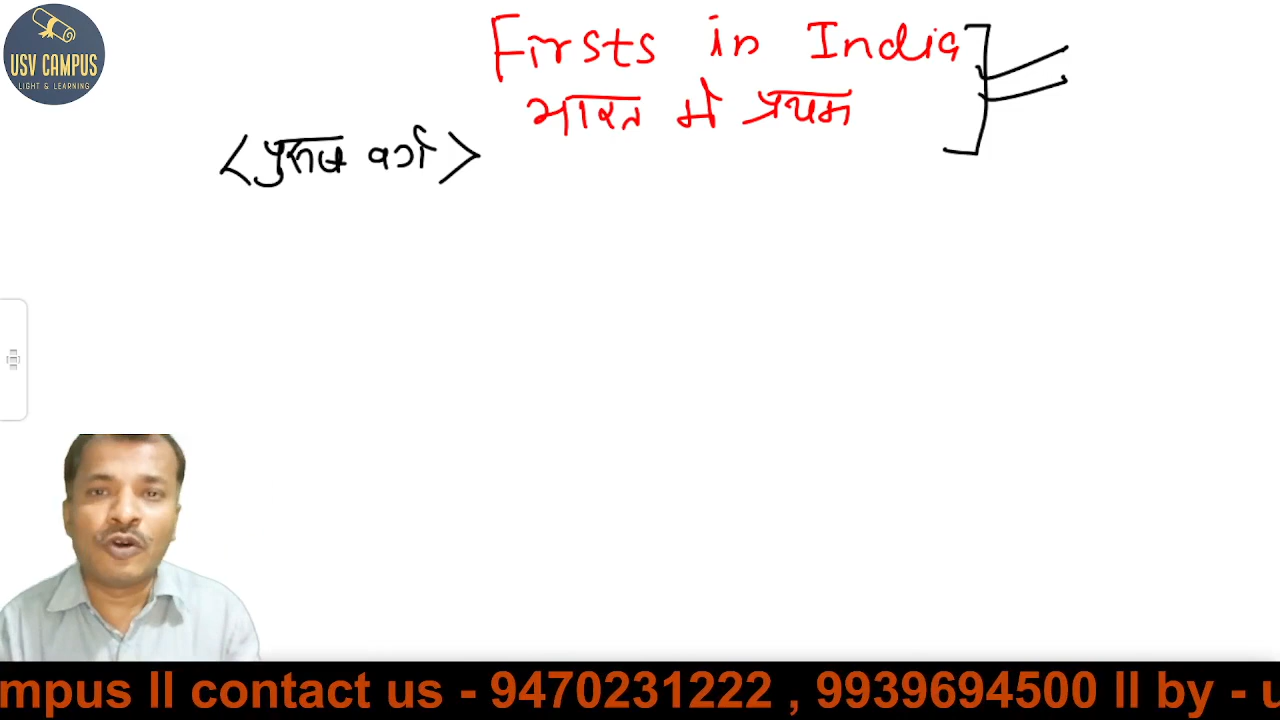 USV CAMPUS
LIGHT & LEARNING
Firsts in India
भारत में प्रथम
<पुरुष वर्ग>
mpus ll contact us - 9470231222 , 9939694500 ll by - u